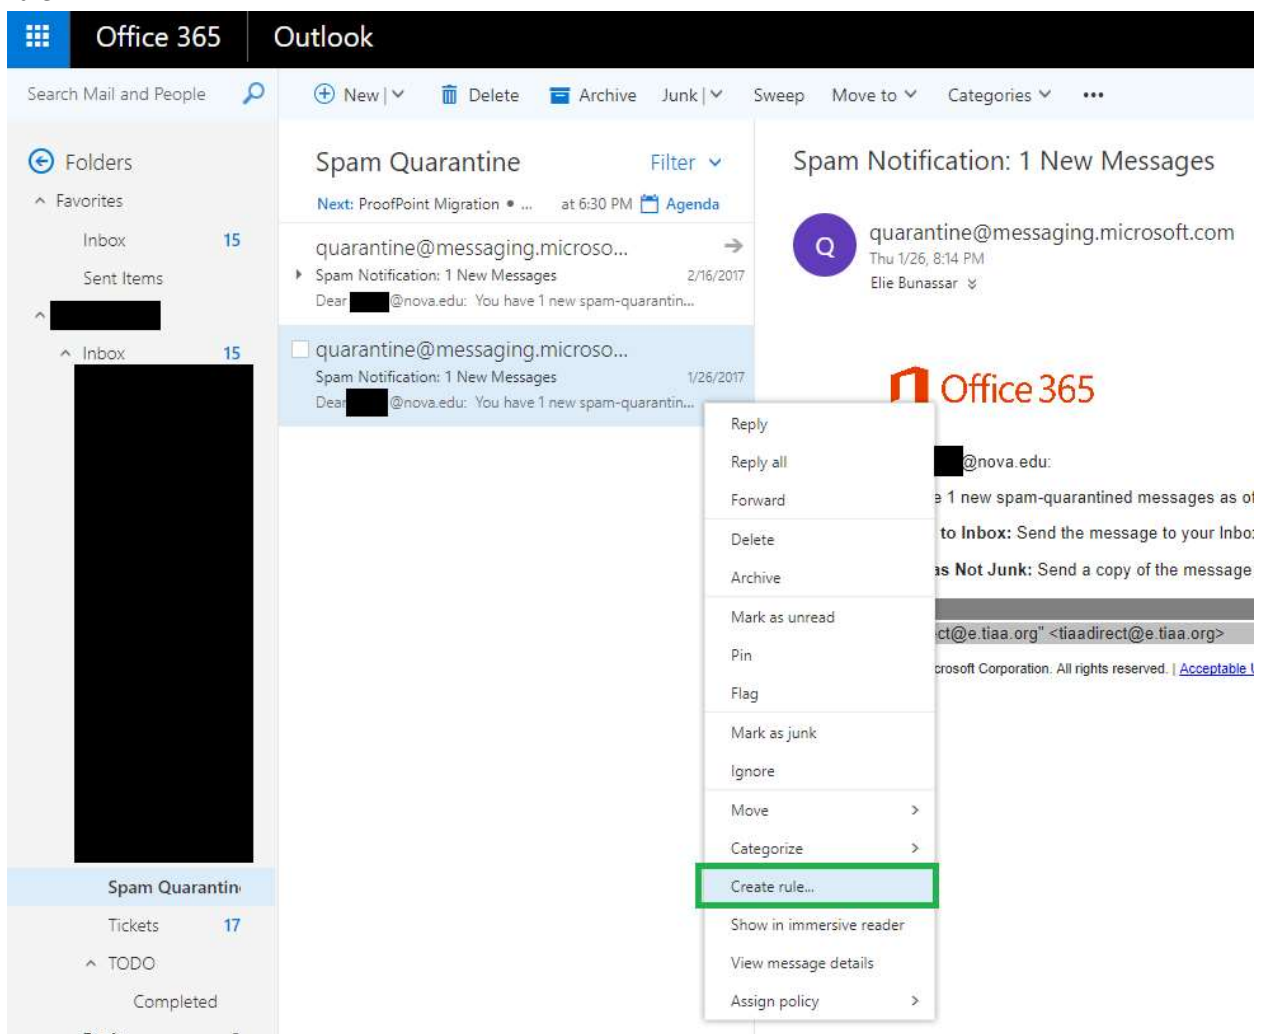 Office 365
Outlook
Search Mail and People
New
Delete
Archive
Junk
Sweep
Move to
Categories
Folders
Favorites
Inbox 15
Sent Items
Inbox 15
Spam Quarantin
Tickets 17
TODO
Completed
Spam Quarantine
Filter
Next: ProofPoint Migration • ... at 6:30 PM Agenda
quarantine@messaging.microso...
Spam Notification: 1 New Messages 2/16/2017
Dear @nova.edu: You have 1 new spam-quarantin...
quarantine@messaging.microso...
Spam Notification: 1 New Messages 1/26/2017
Dear @nova.edu: You have 1 new spam-quarantin...
Spam Notification: 1 New Messages
Q
quarantine@messaging.microsoft.com
Thu 1/26, 8:14 PM
Elie Bunassar
Office 365
@nova.edu:
e 1 new spam-quarantined messages as of
to Inbox: Send the message to your Inbo
as Not Junk: Send a copy of the message
ct@e.tiaa.org" <tiaadirect@e.tiaa.org>
crosoft Corporation. All rights reserved. | Acceptable
Reply
Reply all
Forward
Delete
Archive
Mark as unread
Pin
Flag
Mark as junk
Ignore
Move
Categorize
Create rule...
Show in immersive reader
View message details
Assign policy